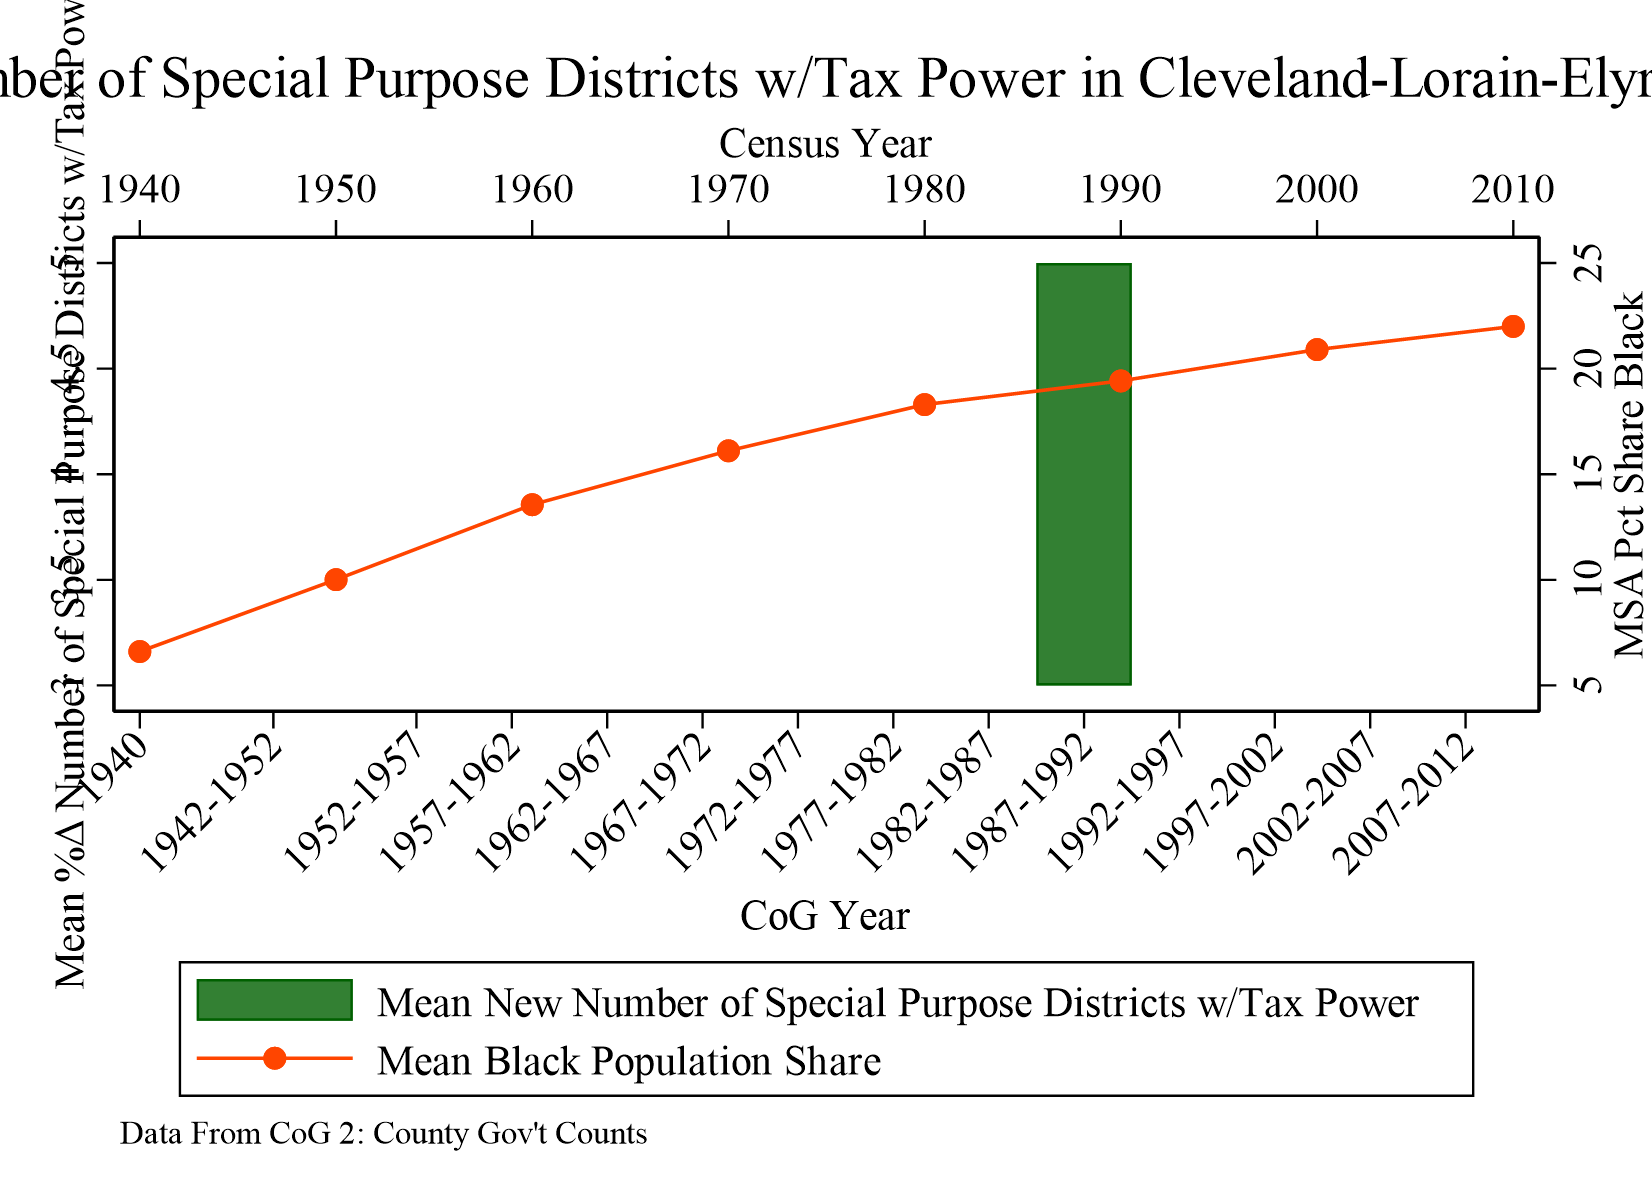 of Special Purpose Districts w/Tax Power in Cleveland-Lorain-
Census Year
1940 1950 1960 1970 1980 1990 2000 2010
Mean %Δ Number of Special Purpose Districts w/Tax
3 3.5 4 4.5 5
5 10 15 20 25
MSA Pct Share Black
1940 1942-1952 1952-1957 1957-1962 1962-1967 1967-1972 1972-1977 1977-1982 1982-1987 1987-1992 1992-1997 1997-2002 2002-2007 2007-2012
CoG Year
Mean New Number of Special Purpose Districts w/Tax Power
Mean Black Population Share
Data From CoG 2: County Gov't Counts